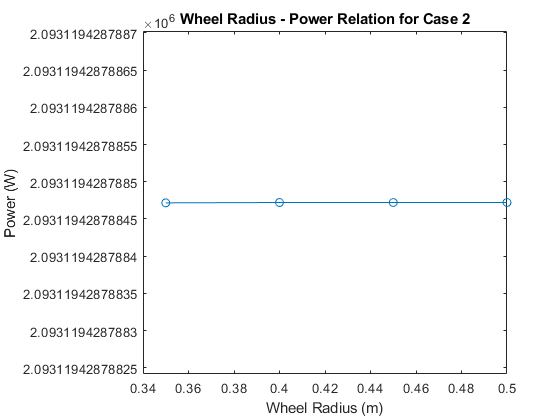 ×10⁶ Wheel Radius - Power Relation for Case 2
2.0931194287887
2.09311942878865
2.0931194287886
2.09311942878855
2.0931194287885
2.09311942878845
2.0931194287884
2.09311942878835
2.0931194287883
2.09311942878825
Power (W)
0.34 0.36 0.38 0.4 0.42 0.44 0.46 0.48 0.5
Wheel Radius (m)